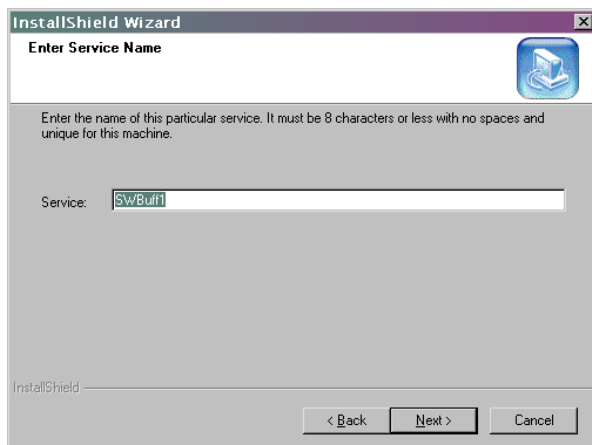 InstallShield Wizard
Enter Service Name
Enter the name of this particular service. It must be 8 characters or less with no spaces and
unique for this machine.
Service: SWBuff1
InstallShield
< Back Next > Cancel